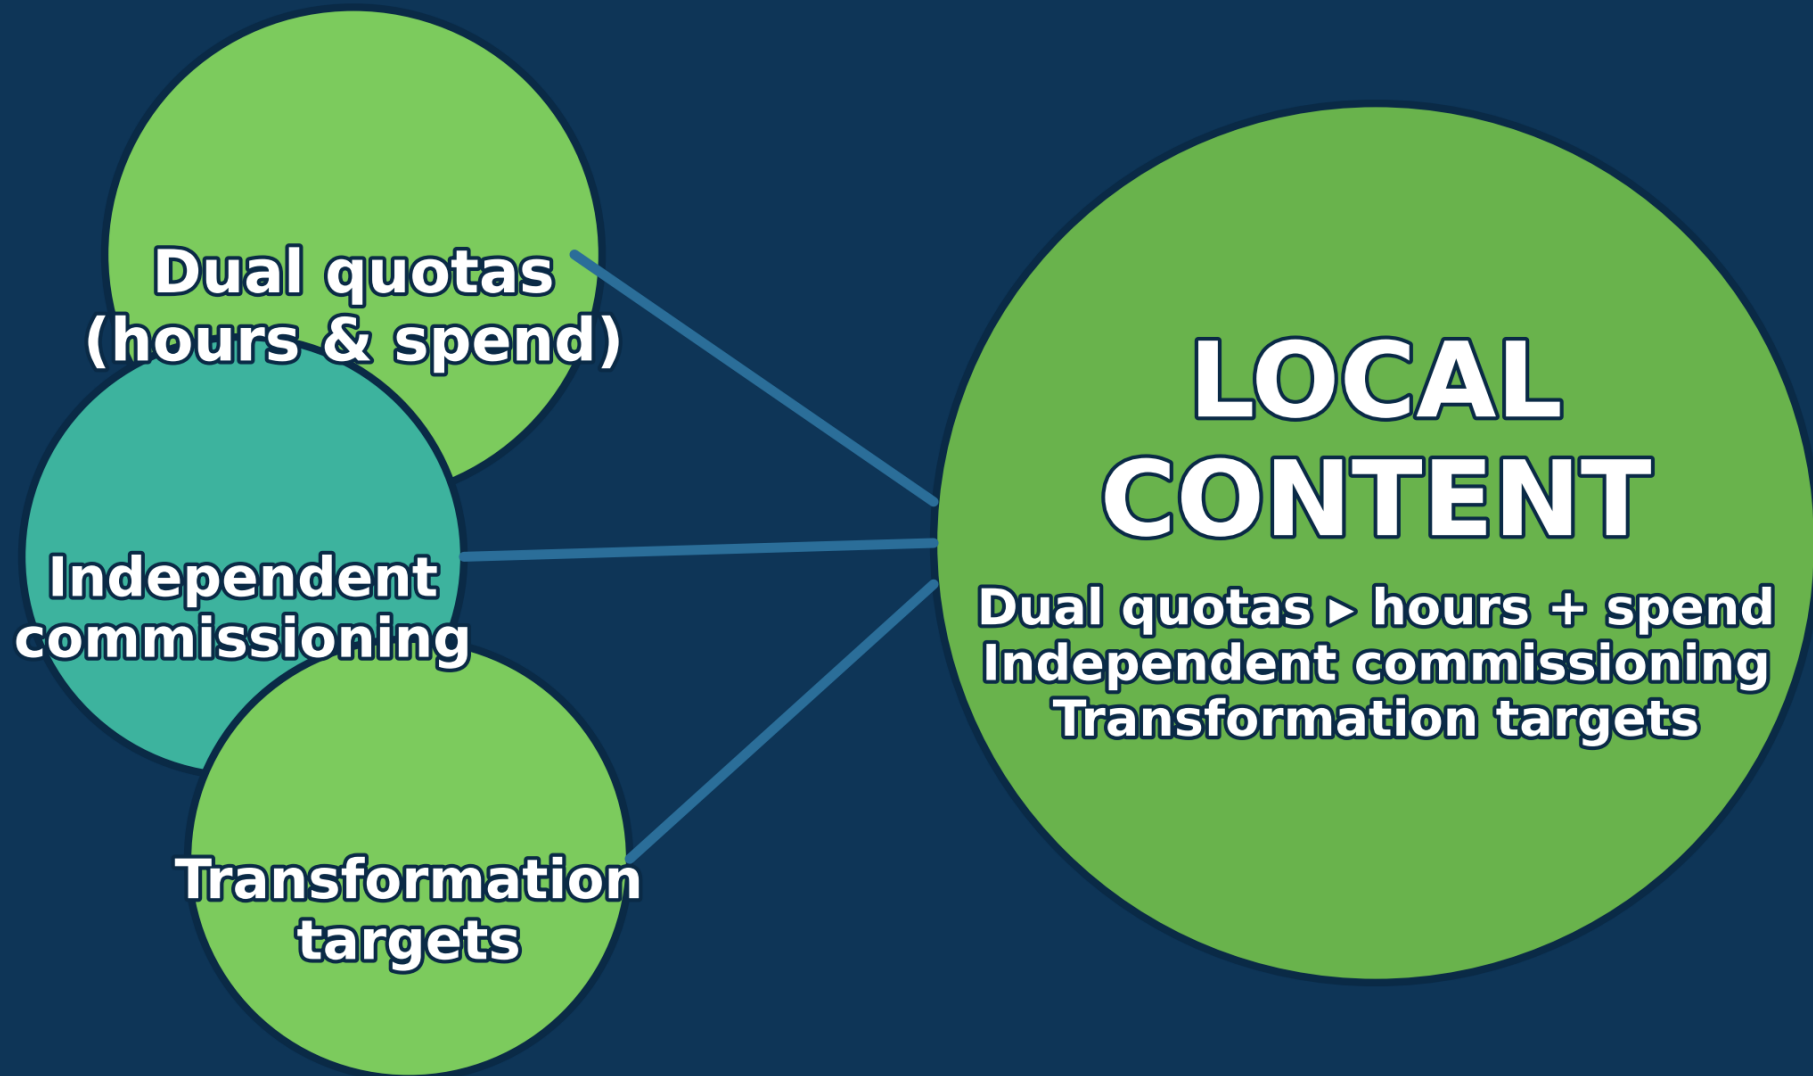 Dual quotas
(hours & spend)
Independent
commissioning
Transformation
targets
LOCAL
CONTENT
Dual quotas ▸ hours + spend
Independent commissioning
Transformation targets